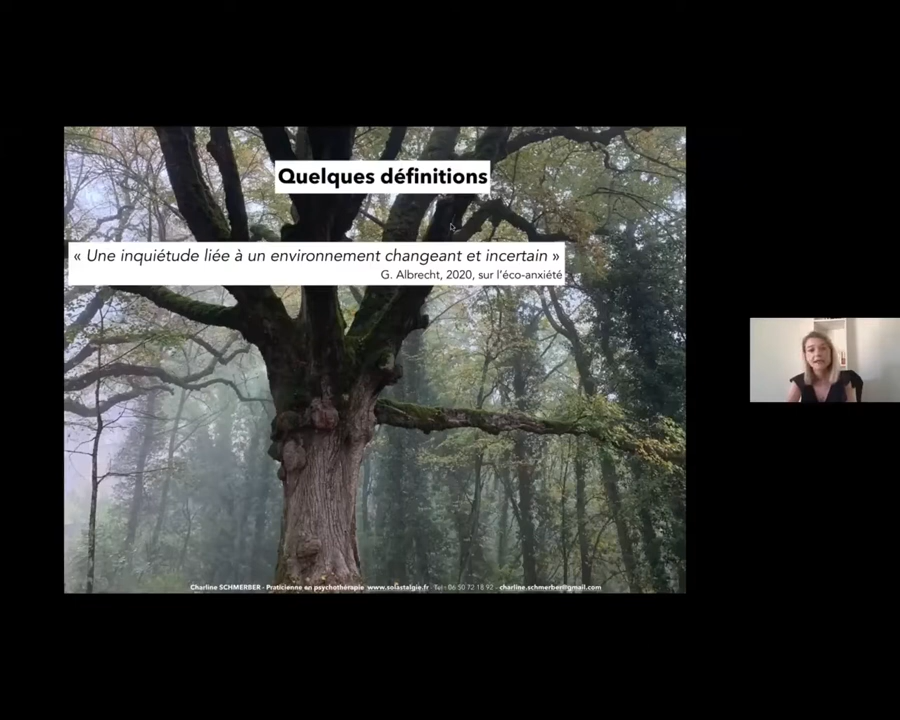 Quelques définitions
« Une inquiétude liée à un environnement changeant et incertain »
G. Albrecht, 2020, sur l'éco-anxiété
Charline SCHMERBER - Praticienne en psychothérapie www.solastalgie.fr Tel : 06 50 72 18 92 - charline.schmerber@gmail.com